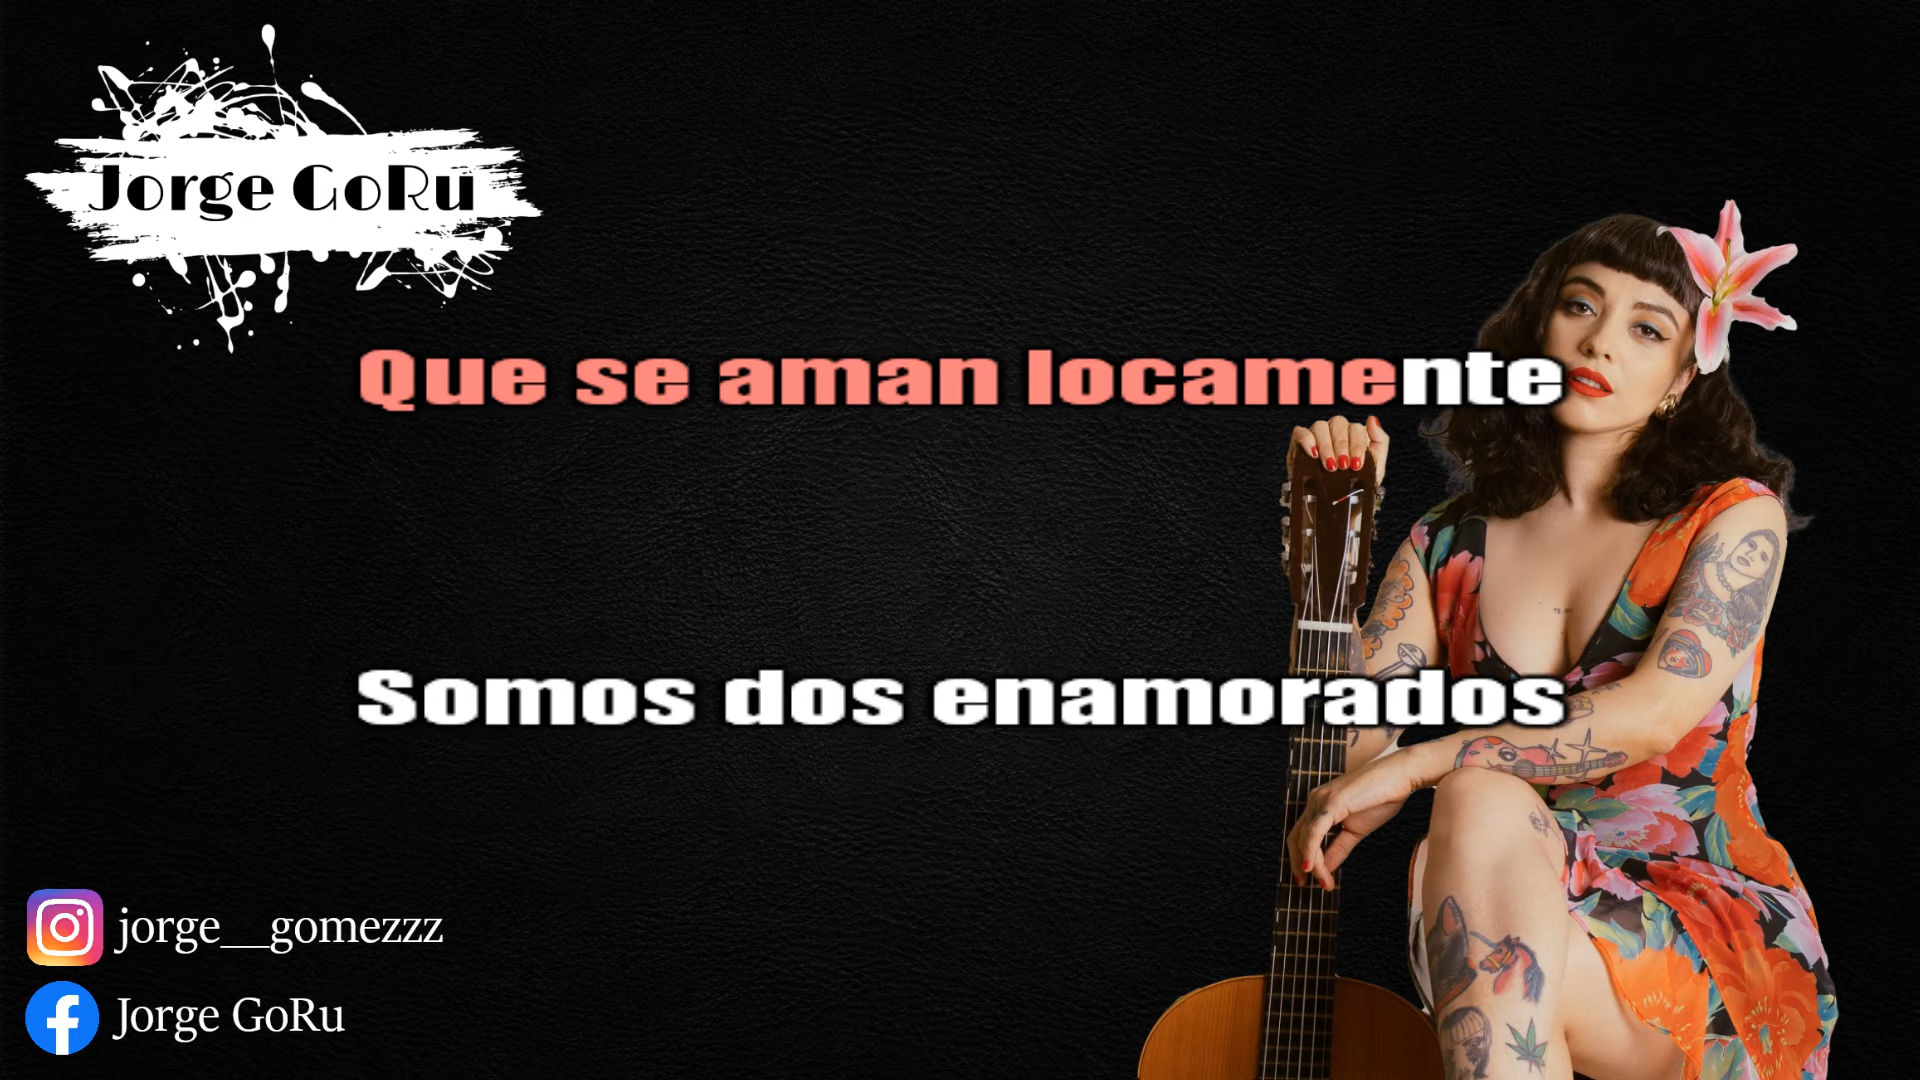 Jorge GoRu
Que se aman locamente
Somos dos enamorados
jorge__gomezzz
Jorge GoRu